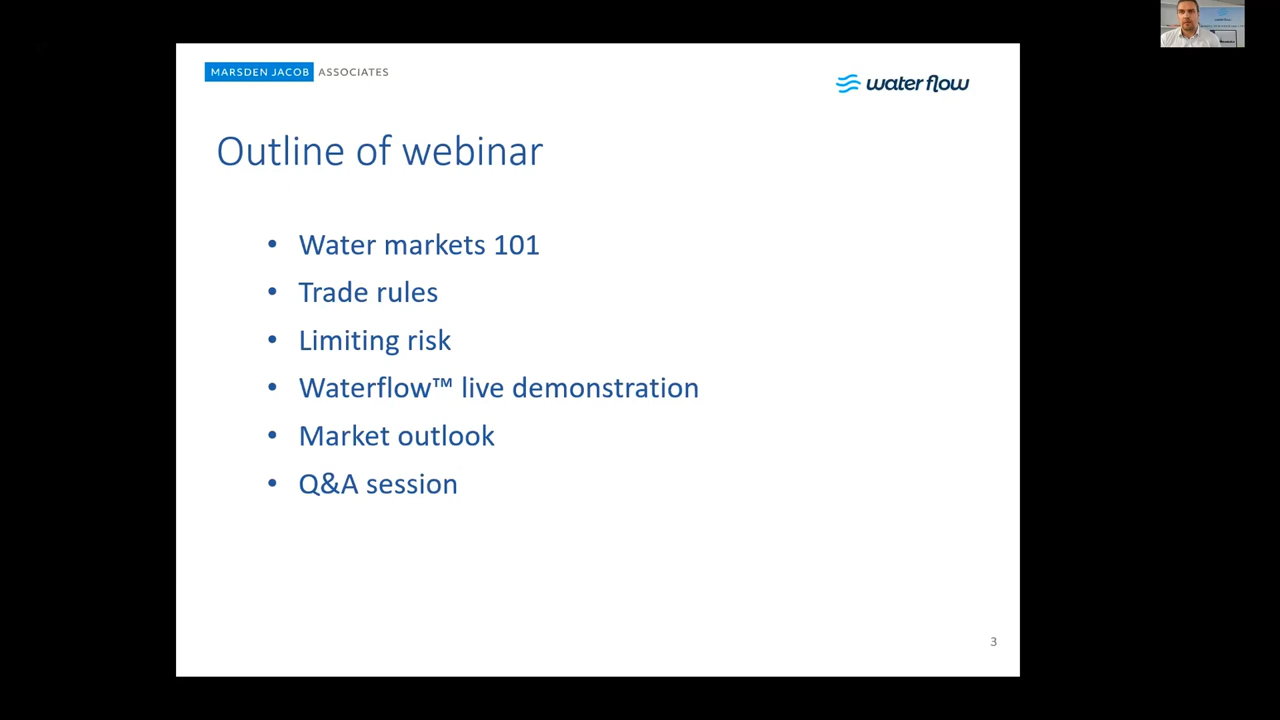 MARSDEN JACOB ASSOCIATES
water flow
Outline of webinar
• Water markets 101
• Trade rules
• Limiting risk
• Waterflow™ live demonstration
• Market outlook
• Q&A session
3